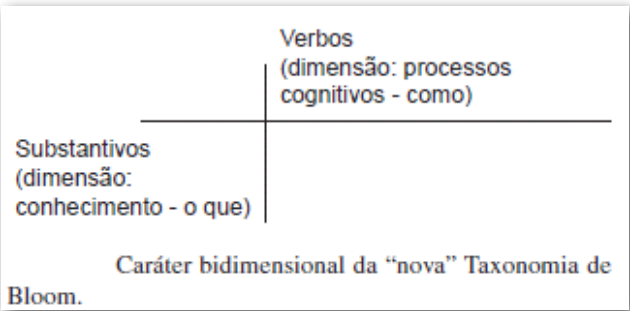 Verbos
(dimensão: processos
cognitivos - como)
Substantivos
(dimensão:
conhecimento - o que)
Caráter bidimensional da “nova” Taxonomia de
Bloom.